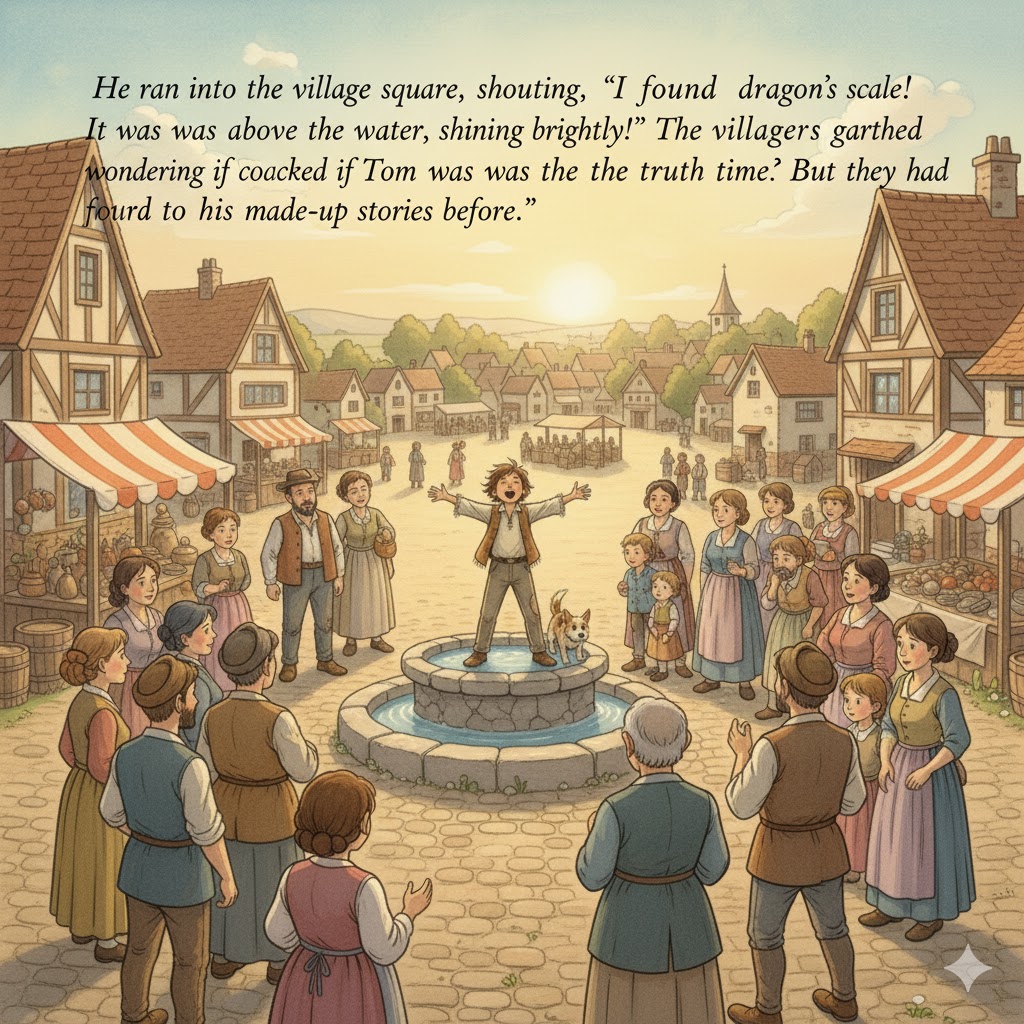 He ran into the village square, shouting, “I found dragon’s scale!
It was was above the water, shining brightly!” The villagers garthed
wondering if coacked if Tom was was the the truth time.’ But they had
fourd to his made-up stories before.”